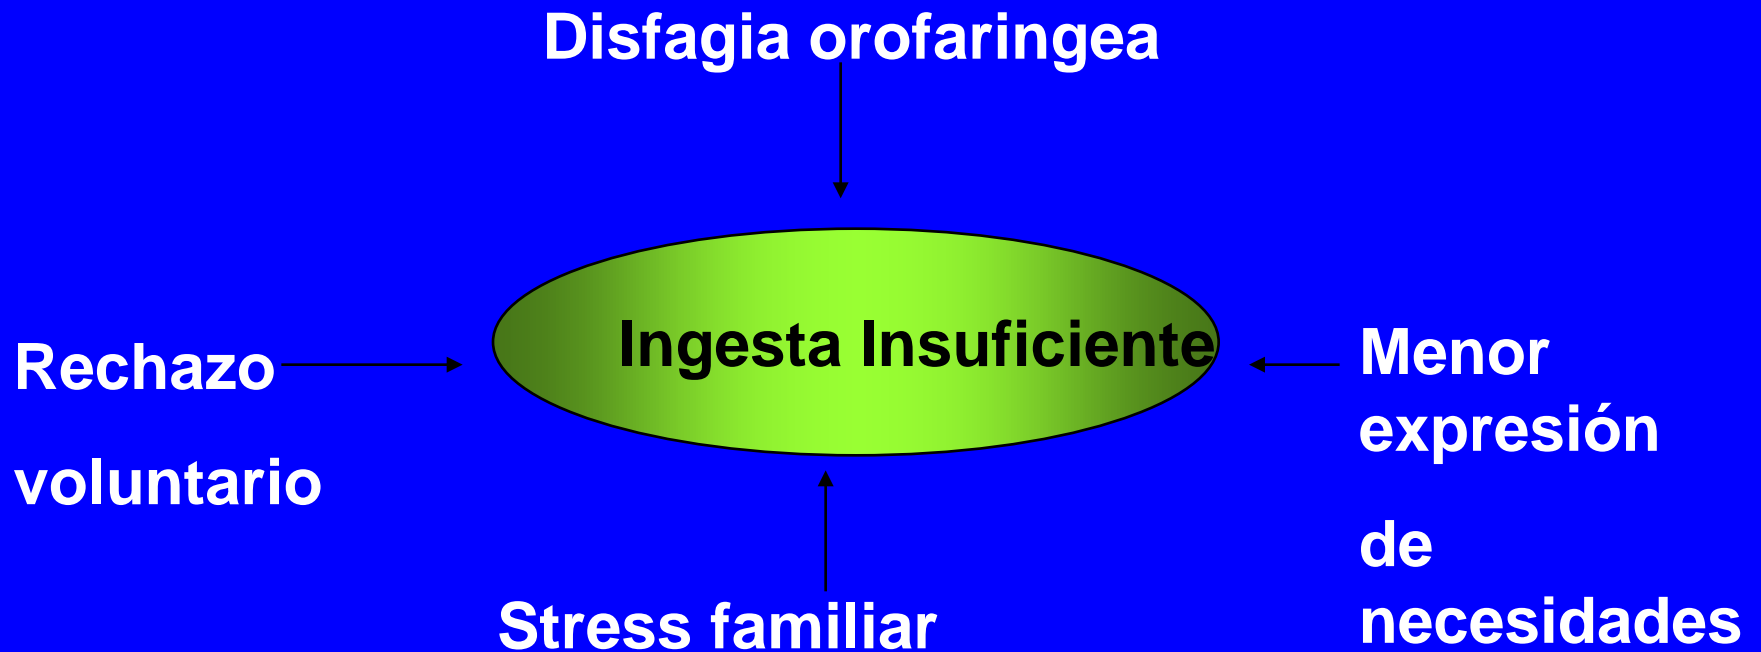 Disfagia orofaringea
Ingesta Insuficiente
Rechazo
voluntario
Menor
expresión
de
necesidades
Stress familiar